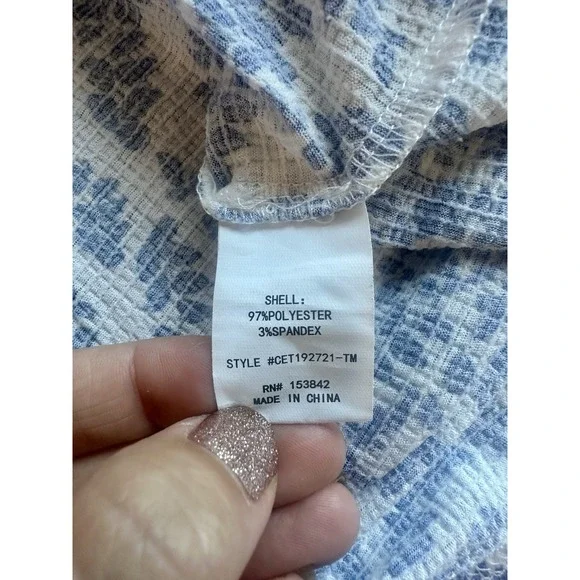 SHELL:
97%POLYESTER
3%SPANDEX
STYLE #CET192721-TM
RN# 153842
MADE IN CHINA